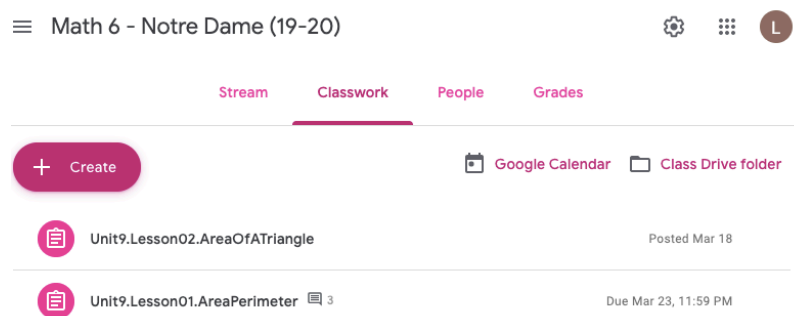 Math 6 - Notre Dame (19-20)
L
Stream Classwork People Grades
Create
Google Calendar Class Drive folder
Unit9.Lesson02.AreaOfATriangle Posted Mar 18
Unit9.Lesson01.AreaPerimeter 3 Due Mar 23, 11:59 PM